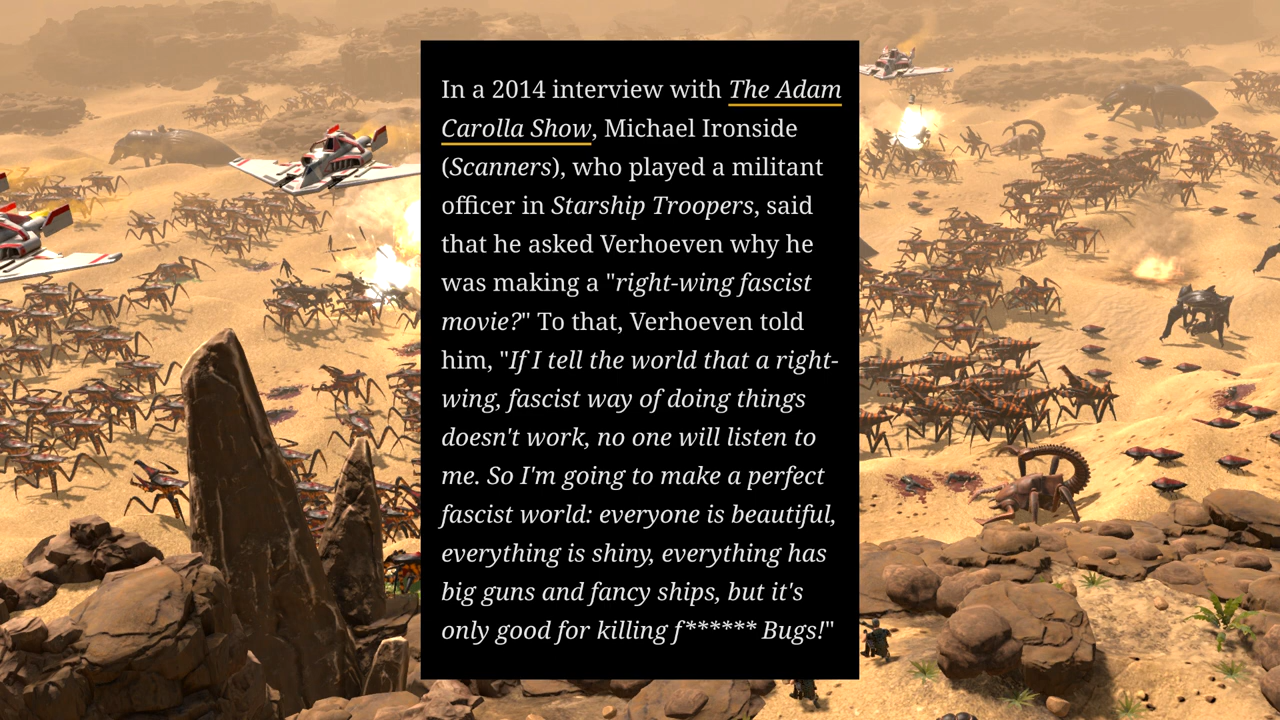 In a 2014 interview with The Adam
Carolla Show, Michael Ironside
(Scanners), who played a militant
officer in Starship Troopers, said
that he asked Verhoeven why he
was making a "right-wing fascist
movie?" To that, Verhoeven told
him, "If I tell the world that a right-
wing, fascist way of doing things
doesn't work, no one will listen to
me. So I'm going to make a perfect
fascist world: everyone is beautiful,
everything is shiny, everything has
big guns and fancy ships, but it's
only good for killing f****** Bugs!"